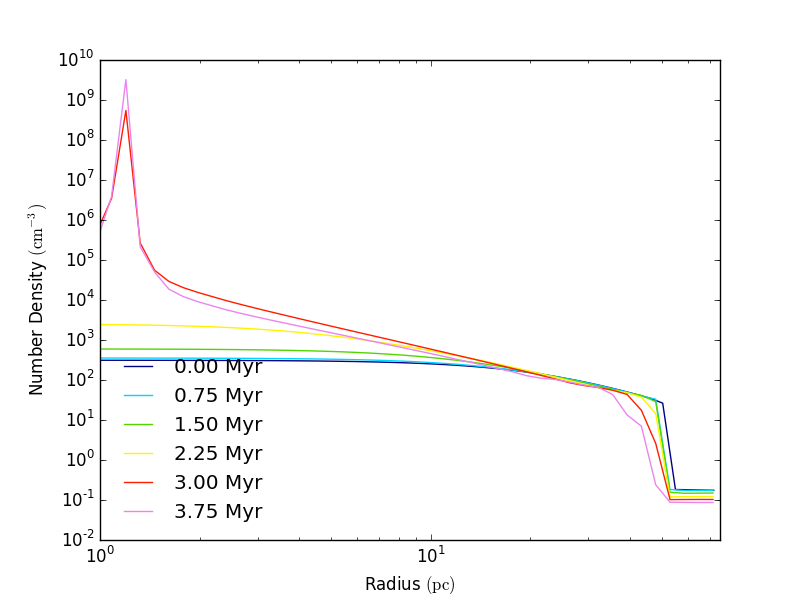 10^10
10^9
10^8
10^7
10^6
10^5
10^4
10^3
10^2
10^1
10^0
10^-1
10^-2
Number Density (cm^-3)
0.00 Myr
0.75 Myr
1.50 Myr
2.25 Myr
3.00 Myr
3.75 Myr
10^0 10^1
Radius (pc)